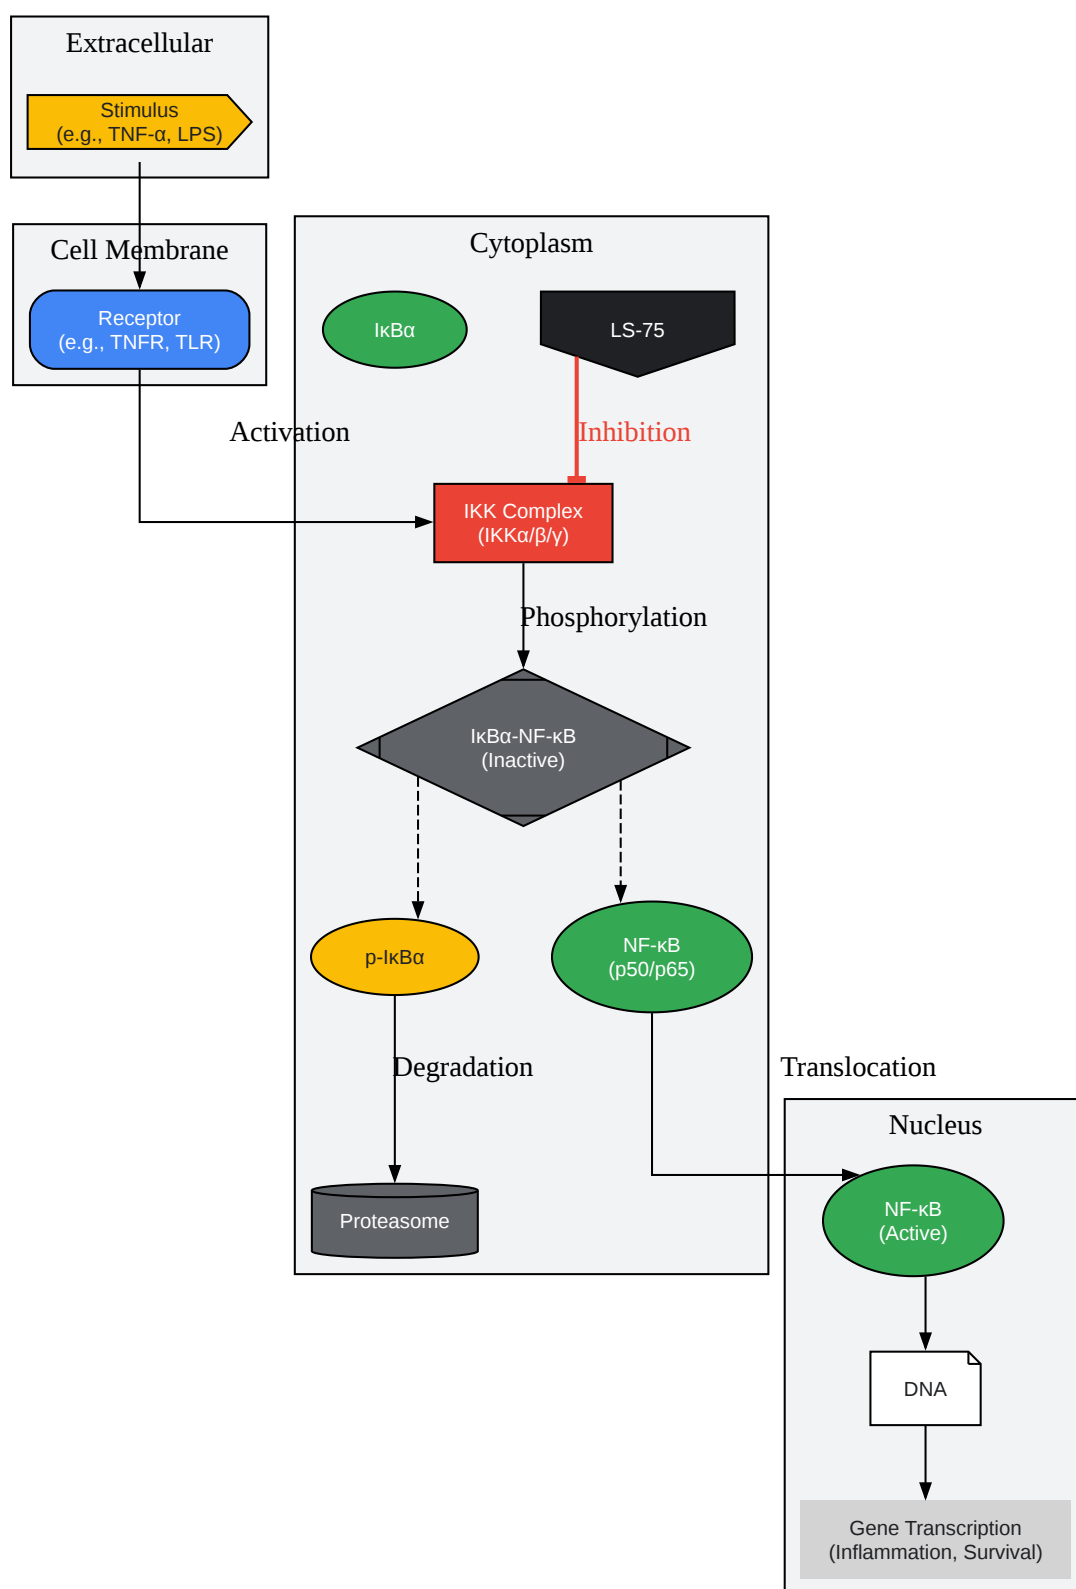 Extracellular
Stimulus
(e.g., TNF-α, LPS)
Cell Membrane
Receptor
(e.g., TNFR, TLR)
Cytoplasm
IκBα
LS-75
Activation
Inhibition
IKK Complex
(IKKα/β/γ)
Phosphorylation
IκBα-NF-κB
(Inactive)
p-IκBα
NF-κB
(p50/p65)
Degradation
Translocation
Proteasome
Nucleus
NF-κB
(Active)
DNA
Gene Transcription
(Inflammation, Survival)